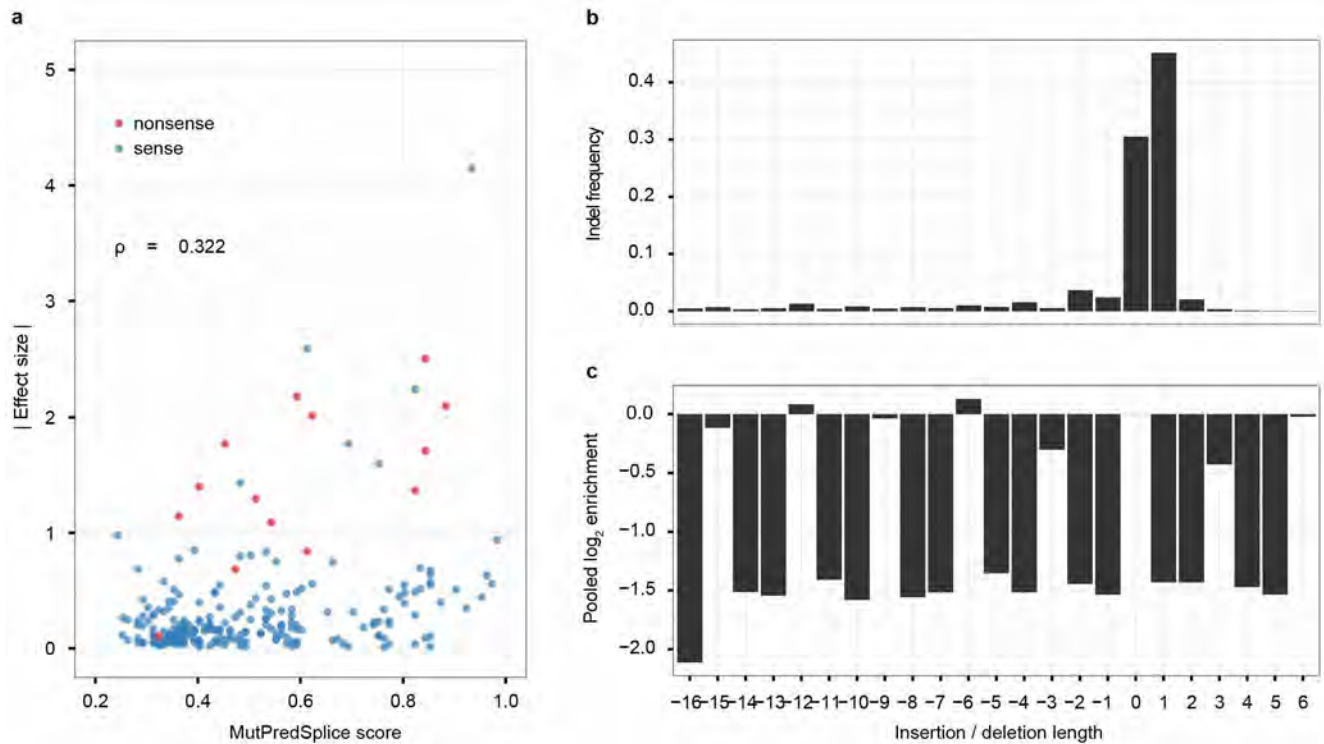 a
5
4
3
2
1
0
| Effect size |
nonsense
sense
ρ = 0.322
0.2 0.4 0.6 0.8 1.0
MutPredSplice score
b
0.4
0.3
0.2
0.1
0.0
Indel frequency
c
0.0
−0.5
−1.0
−1.5
−2.0
Pooled log2 enrichment
−16 −15 −14 −13 −12 −11 −10 −9 −8 −7 −6 −5 −4 −3 −2 −1 0 1 2 3 4 5 6
Insertion / deletion length